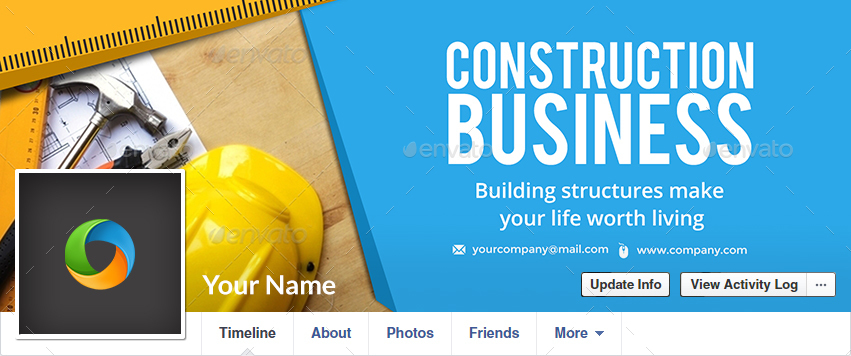 CONSTRUCTION
BUSINESS
Building structures make
your life worth living
yourcompany@mail.com www.company.com
Your Name
Update Info View Activity Log ...
Timeline About Photos Friends More
envato
envato
envato
envato
envato